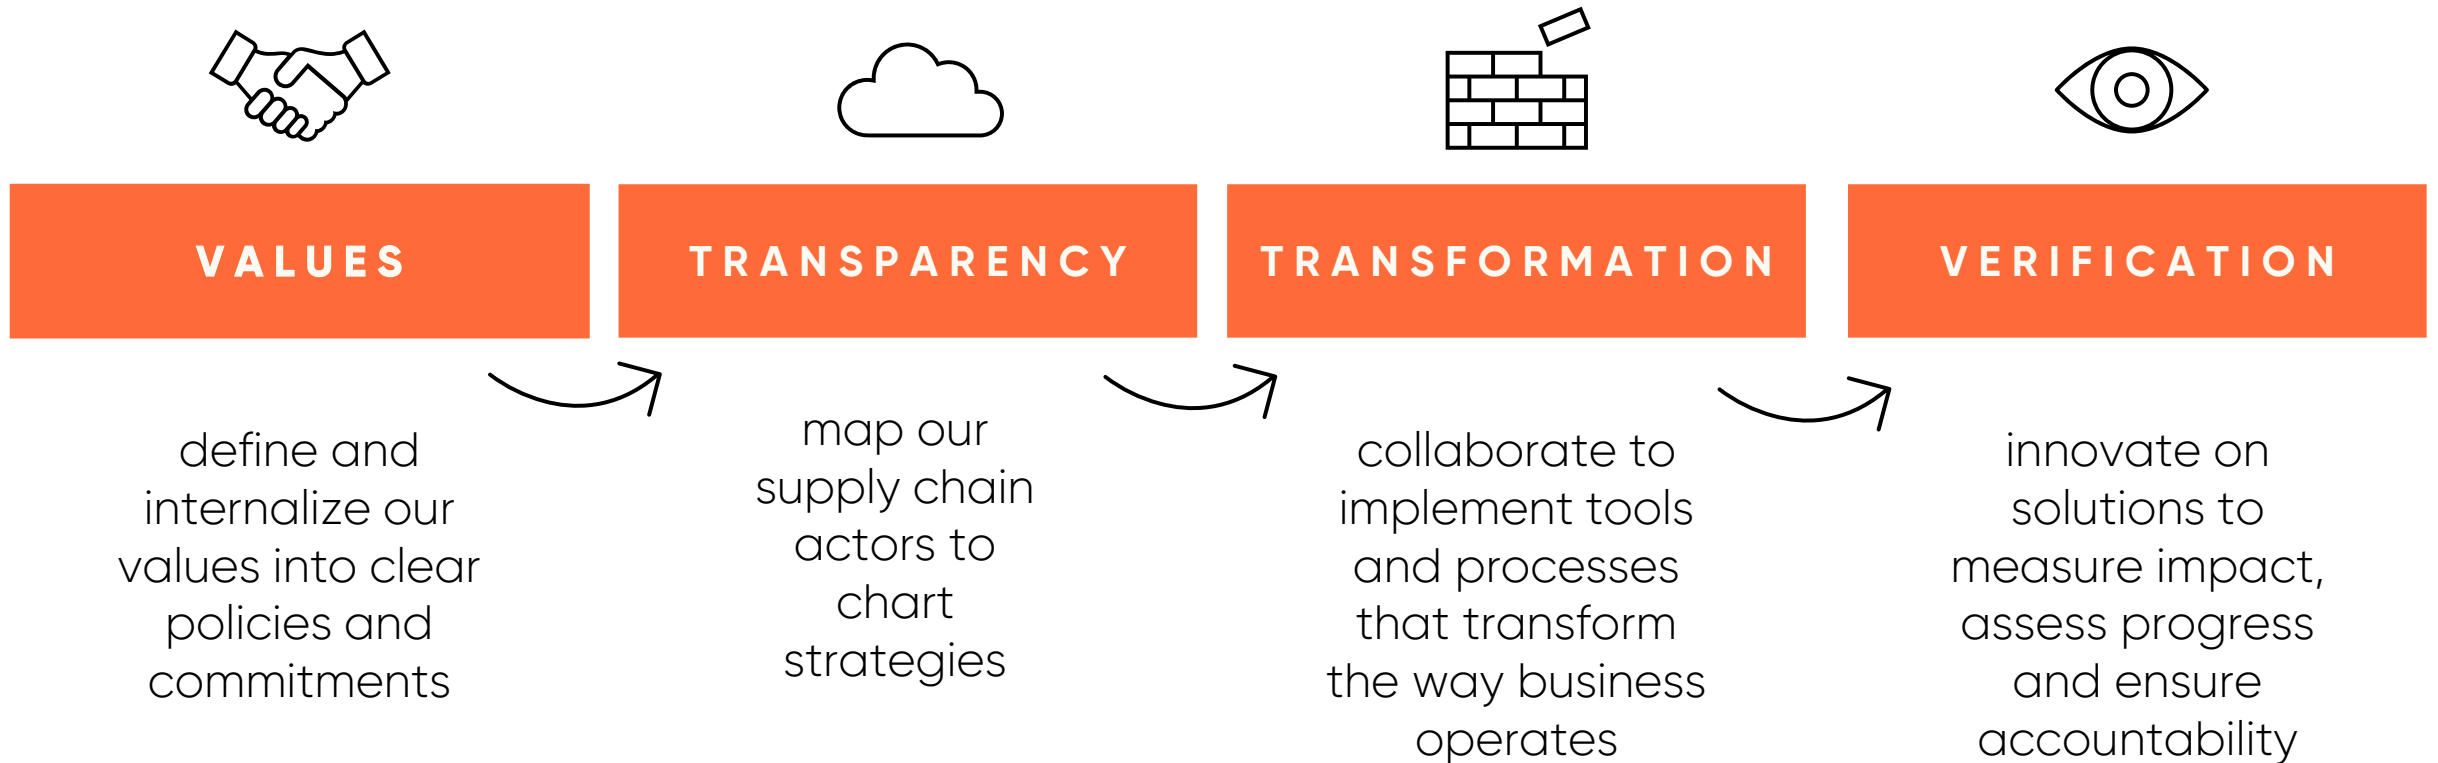 VALUES
define and
internalize our
values into clear
policies and
commitments
TRANSPARENCY
map our
supply chain
actors to
chart
strategies
TRANSFORMATION
collaborate to
implement tools
and processes
that transform
the way business
operates
VERIFICATION
innovate on
solutions to
measure impact,
assess progress
and ensure
accountability